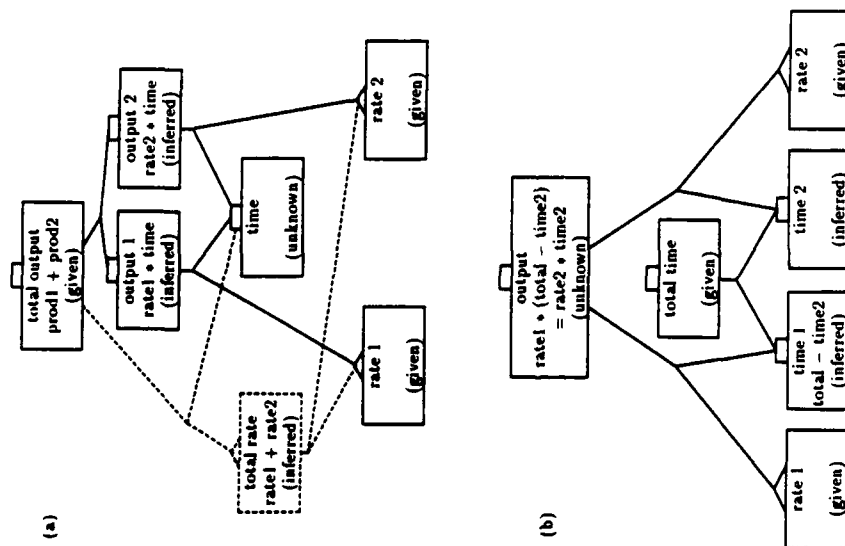 (a)
total output
prod1 + prod2
(given)
output 1
rate1 * time
(inferred)
output 2
rate2 * time
(inferred)
total rate
rate1 + rate2
(inferred)
time
(unknown)
rate 1
(given)
rate 2
(given)
(b)
output
rate1 * (total - time2)
= rate2 * time2
(unknown)
total time
(given)
rate 1
(given)
time 1
total - time2
(inferred)
time 2
(inferred)
rate 2
(given)